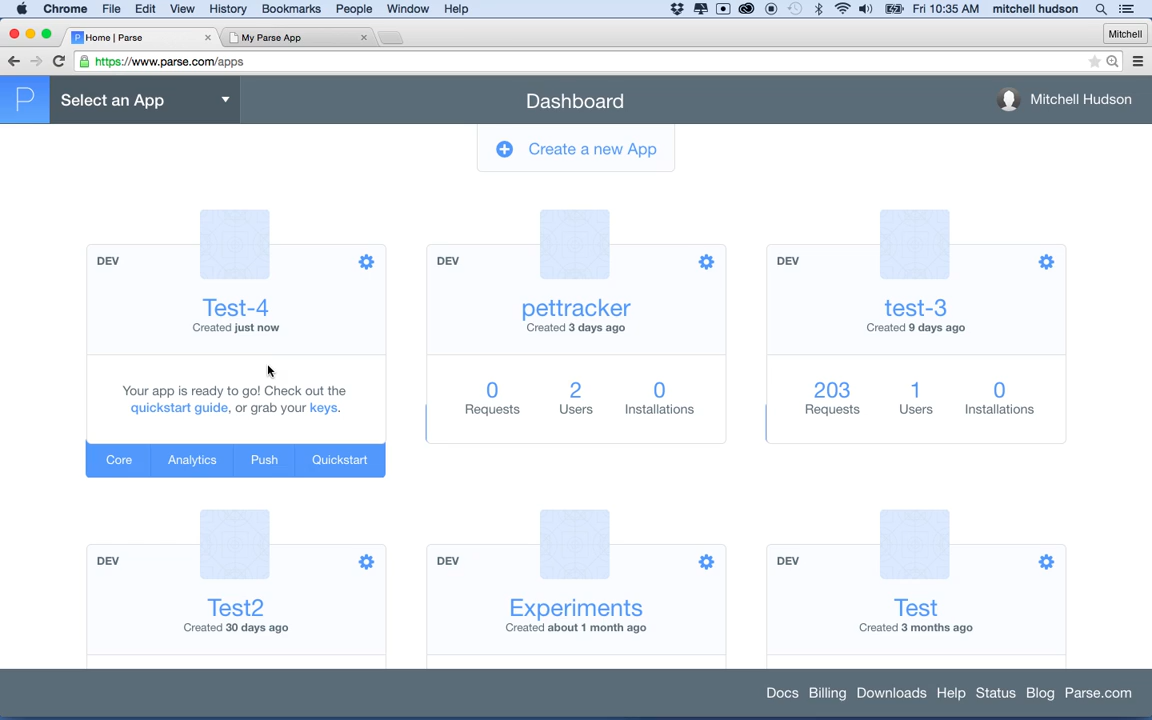 Chrome File Edit View History Bookmarks People Window Help Fri 10:35 AM mitchell hudson
Home | Parse My Parse App Mitchell
https://www.parse.com/apps
P Select an App Dashboard Mitchell Hudson
Create a new App
DEV DEV DEV
Test-4 pettracker test-3
Created just now Created 3 days ago Created 9 days ago
Your app is ready to go! Check out the
quickstart guide, or grab your keys.
0 2 0 203 1 0
Requests Users Installations Requests Users Installations
Core Analytics Push Quickstart
DEV DEV DEV
Test2 Experiments Test
Created 30 days ago Created about 1 month ago Created 3 months ago
Docs Billing Downloads Help Status Blog Parse.com